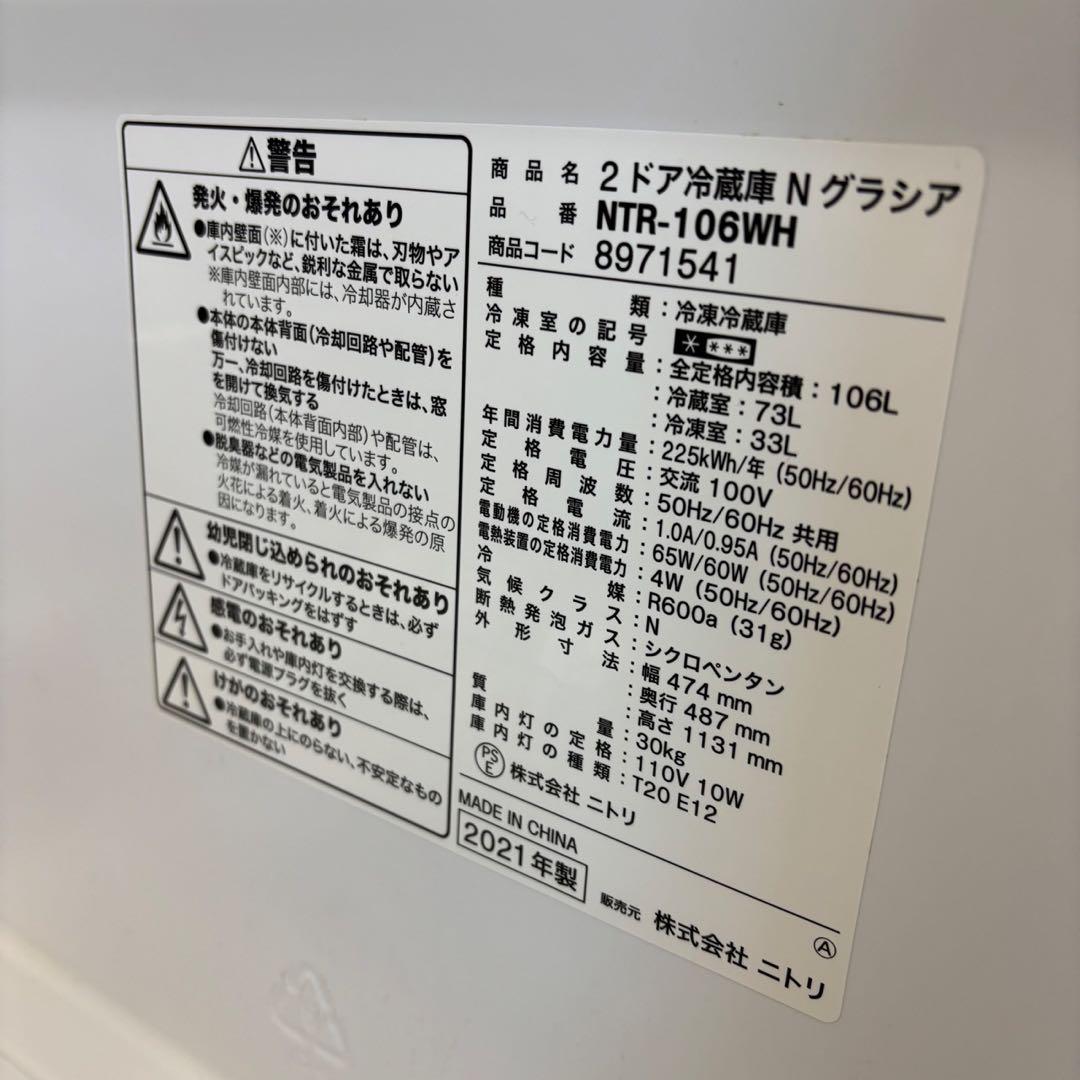 警告
発火・爆発のおそれあり
●庫内壁面(※)に付いた霜は、刃物やア
イスピックなど、鋭利な金属で取らない
※庫内壁面内部には、冷却器が内蔵さ
れています。
●本体の本体背面(冷却回路や配管)を
傷付けない
万一、冷却回路を傷付けたときは、窓
を開けて換気する
冷却回路(本体背面内部)や配管は、
可燃性冷媒を使用しています。
●脱臭器などの電気製品を入れない
冷媒が漏れていると電気製品の接点の
火花による着火、着火による爆発の原
因になります。
幼児閉じ込められのおそれあり
●冷蔵庫をリサイクルするときは、必ず
ドアパッキングをはずす
感電のおそれあり
●お手入れや庫内灯を交換する際は、
必ず電源プラグを抜く
けがのおそれあり
●冷蔵庫の上にのらない、不安定なもの
を置かない
商品名 2ドア冷蔵庫 N グラシア
品番 NTR-106WH
商品コード 8971541
種類:冷凍冷蔵庫
冷凍室の記号 * ***
定格内容量:全定格内容積:106L
:冷蔵室:73L
:冷凍室:33L
年間消費電力量:225kWh/年 (50Hz/60Hz)
定格電圧:交流 100V
定格周波数:50Hz/60Hz 共用
定格電流:1.0A/0.95A (50Hz/60Hz)
電動機の定格消費電力:65W/60W (50Hz/60Hz)
電熱装置の定格消費電力:4W (50Hz/60Hz)
冷媒:R600a (31g)
気候クラス:N
断熱発泡ガス:シクロペンタン
外形寸法:幅 474 mm
:奥行 487 mm
:高さ 1131 mm
質量:30kg
庫内灯の定格:110V 10W
庫内灯の種類:T20 E12
PS
E 株式会社 ニトリ
MADE IN CHINA
2021年製
販売元 株式会社 ニトリ
A